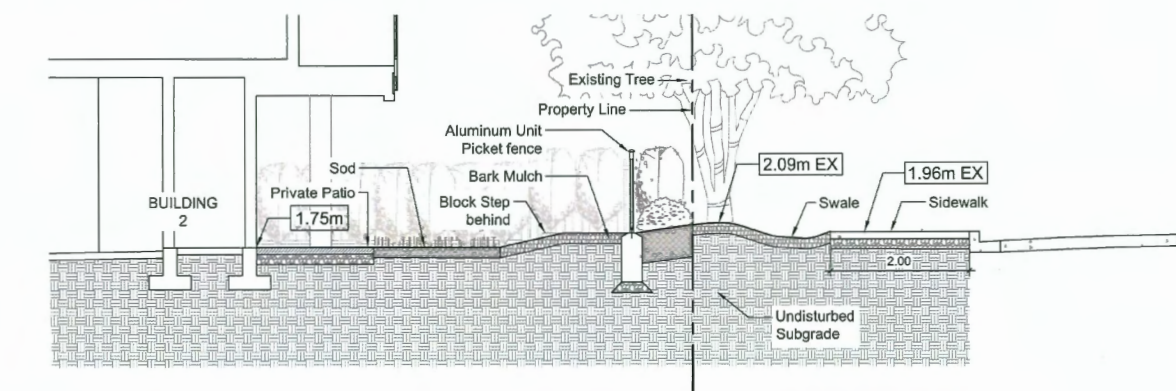 Existing Tree
Property Line
Aluminum Unit
Picket fence
2.09m EX
Sod
Bark Mulch
1.96m EX
Private Patio
Block Step
behind
BUILDING
2
1.75m
Swale
Sidewalk
2.00
Undisturbed
Subgrade